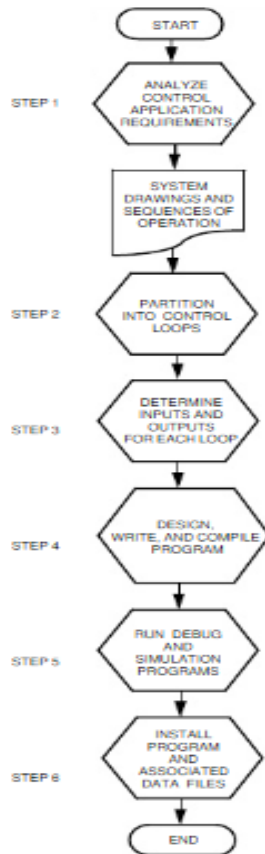 START
STEP 1
ANALYZE
CONTROL
APPLICATION
REQUIREMENTS
SYSTEM
DRAWINGS AND
SEQUENCES OF
OPERATION
STEP 2
PARTITION
INTO CONTROL
LOOPS
STEP 3
DETERMINE
INPUTS AND
OUTPUTS
FOR EACH LOOP
STEP 4
DESIGN,
WRITE, AND COMPILE
PROGRAM
STEP 5
RUN DEBUG
AND
SIMULATION
PROGRAMS
STEP 6
INSTALL
PROGRAM
AND
ASSOCIATED
DATA FILES
END